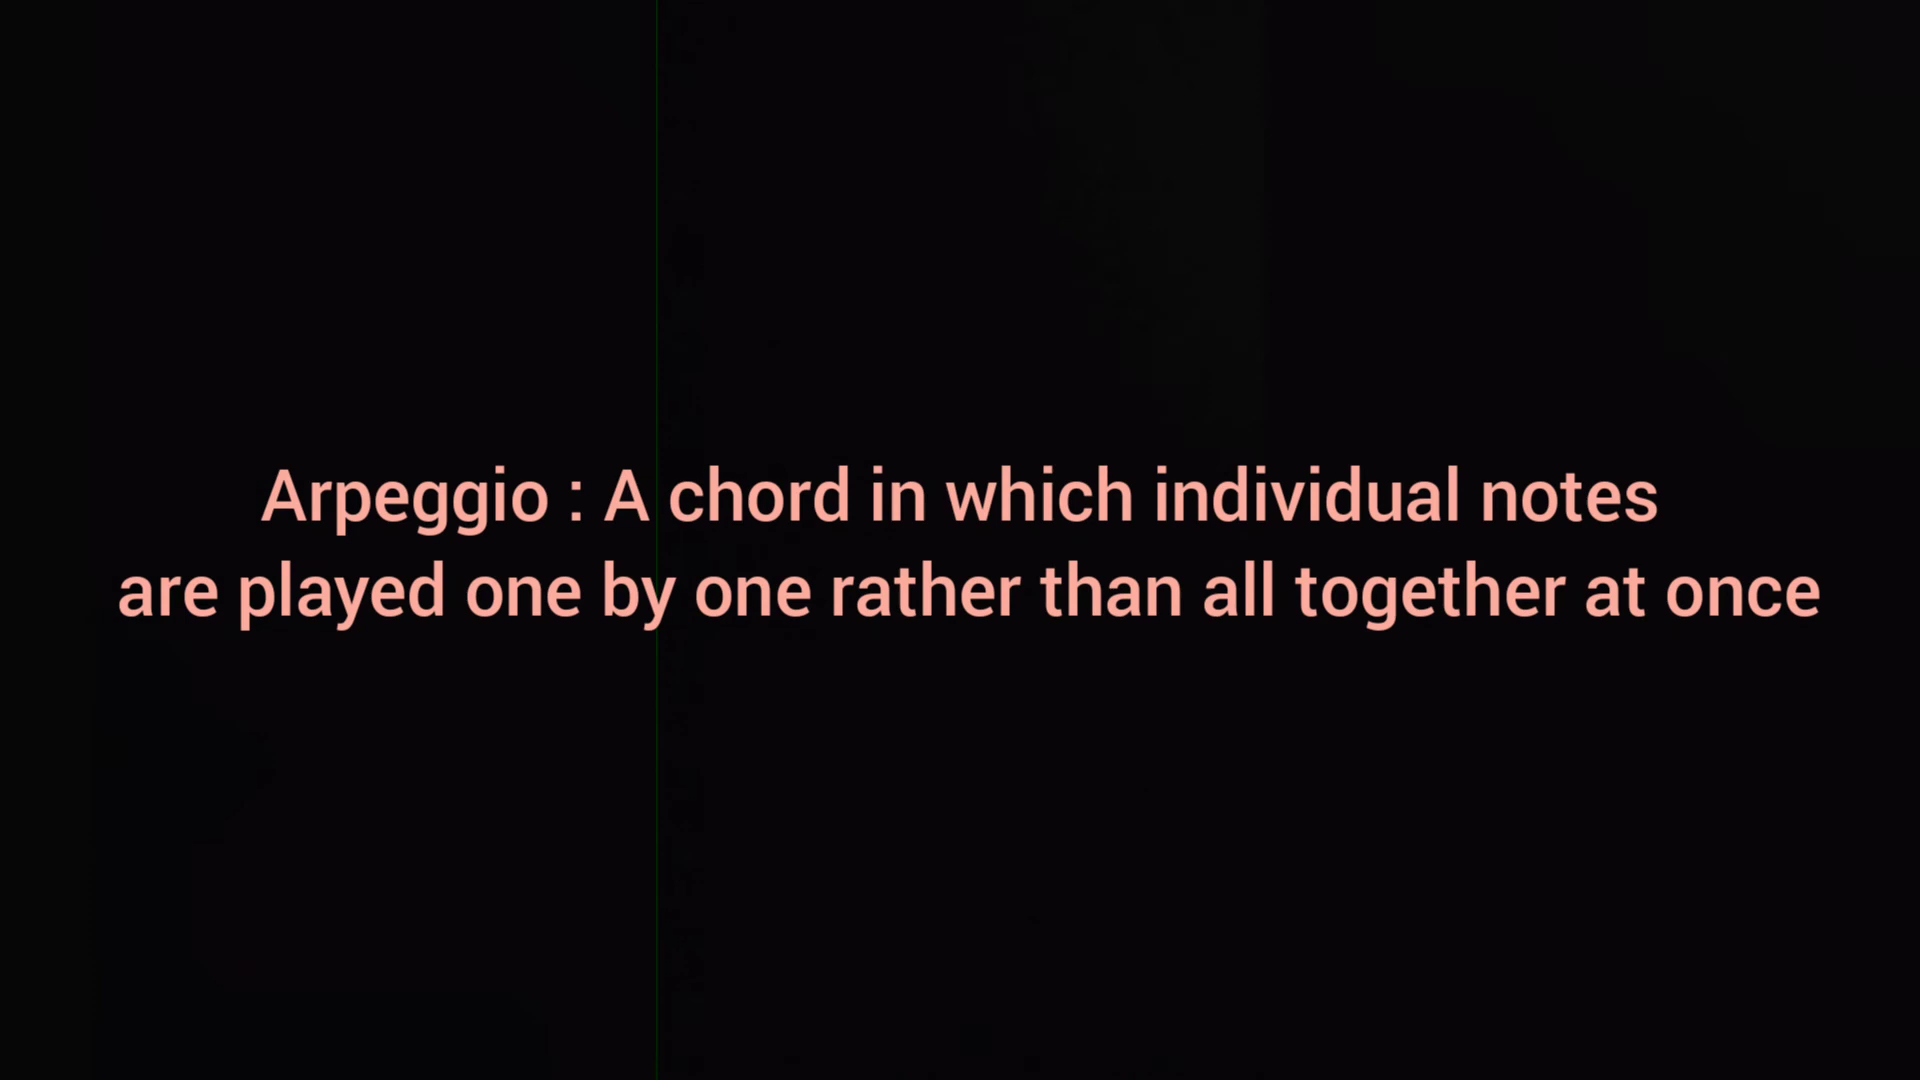 Arpeggio : A chord in which individual notes
are played one by one rather than all together at once